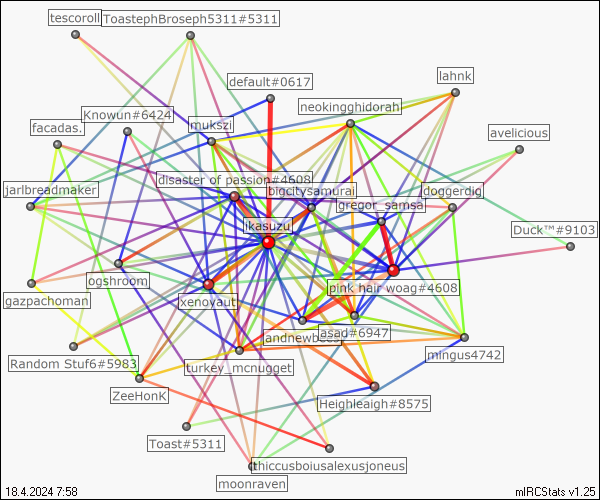 tescoroll
ToastephBroseph5311#5311
default#0617
lahnk
neokingghidorah
Knowun#6424
mukszi
facadas.
avelicious
disaster of passion#4608
bigcitysamurai
jarlbreadmaker
gregor_samsa
doggerdig
ikasuzu
Duck™#9103
ogshroom
pink hair woag#4608
gazpachoman
xenoyaut
asad#6947
Random Stuf6#5983
turkey_mcnugget
mingus4742
ZeeHonK
Heighleaigh#8575
Toast#5311
thiccusboiusalexusjoneus
moonraven
18.4.2024 7:58
mIRCStats v1.25